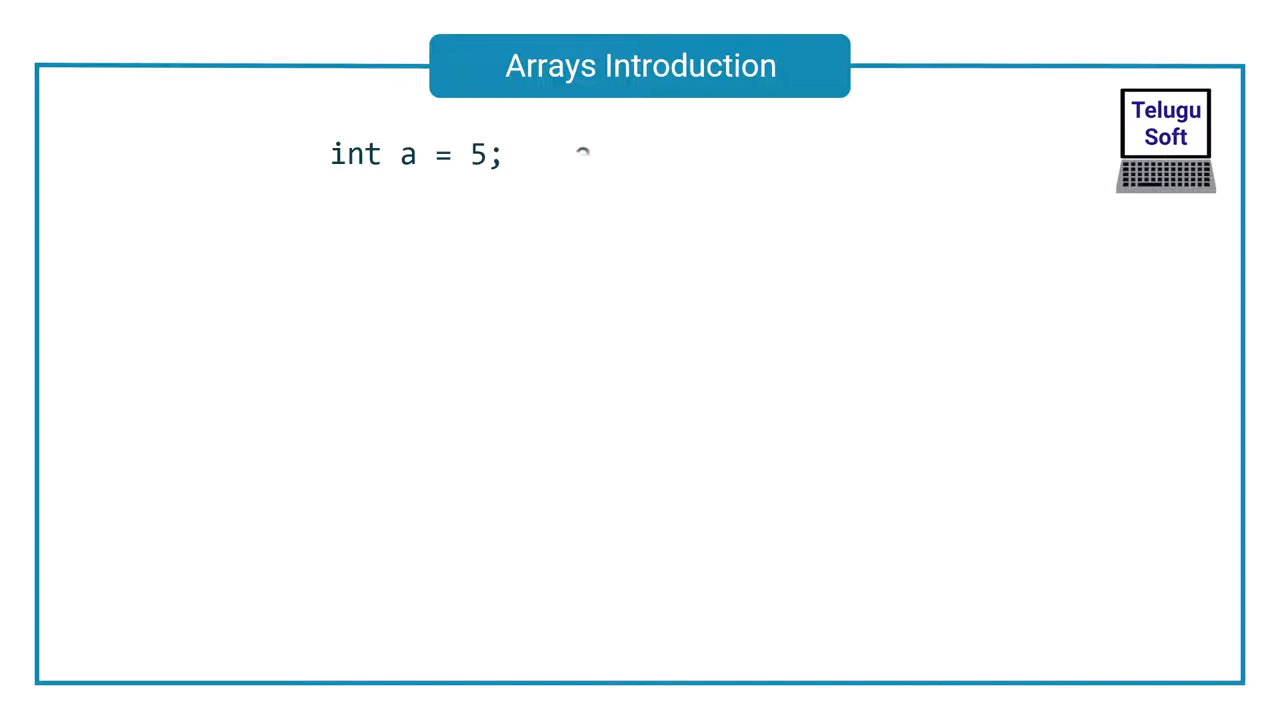 Arrays Introduction
Telugu
Soft
int a = 5;